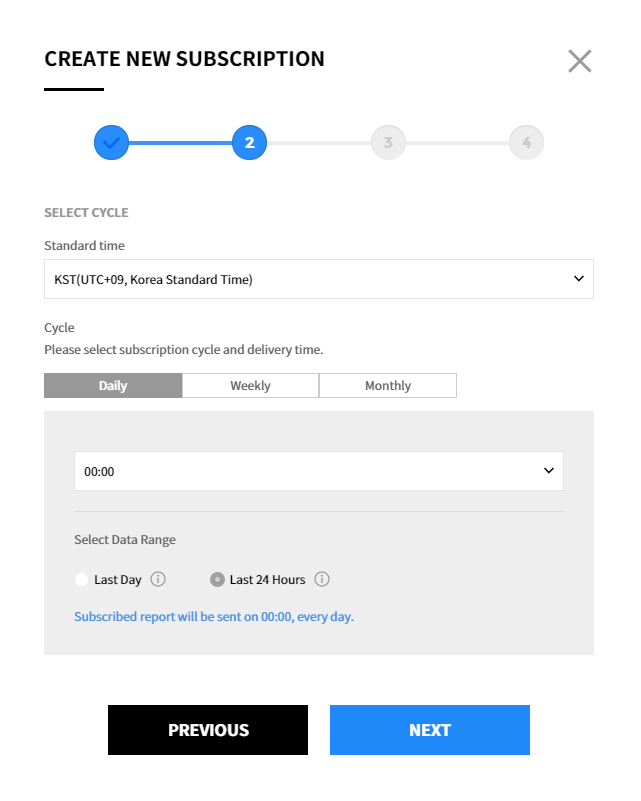 CREATE NEW SUBSCRIPTION
2 3 4
SELECT CYCLE
Standard time
KST(UTC+09, Korea Standard Time)
Cycle
Please select subscription cycle and delivery time.
Daily Weekly Monthly
00:00
Select Data Range
Last Day i Last 24 Hours i
Subscribed report will be sent on 00:00, every day.
PREVIOUS NEXT